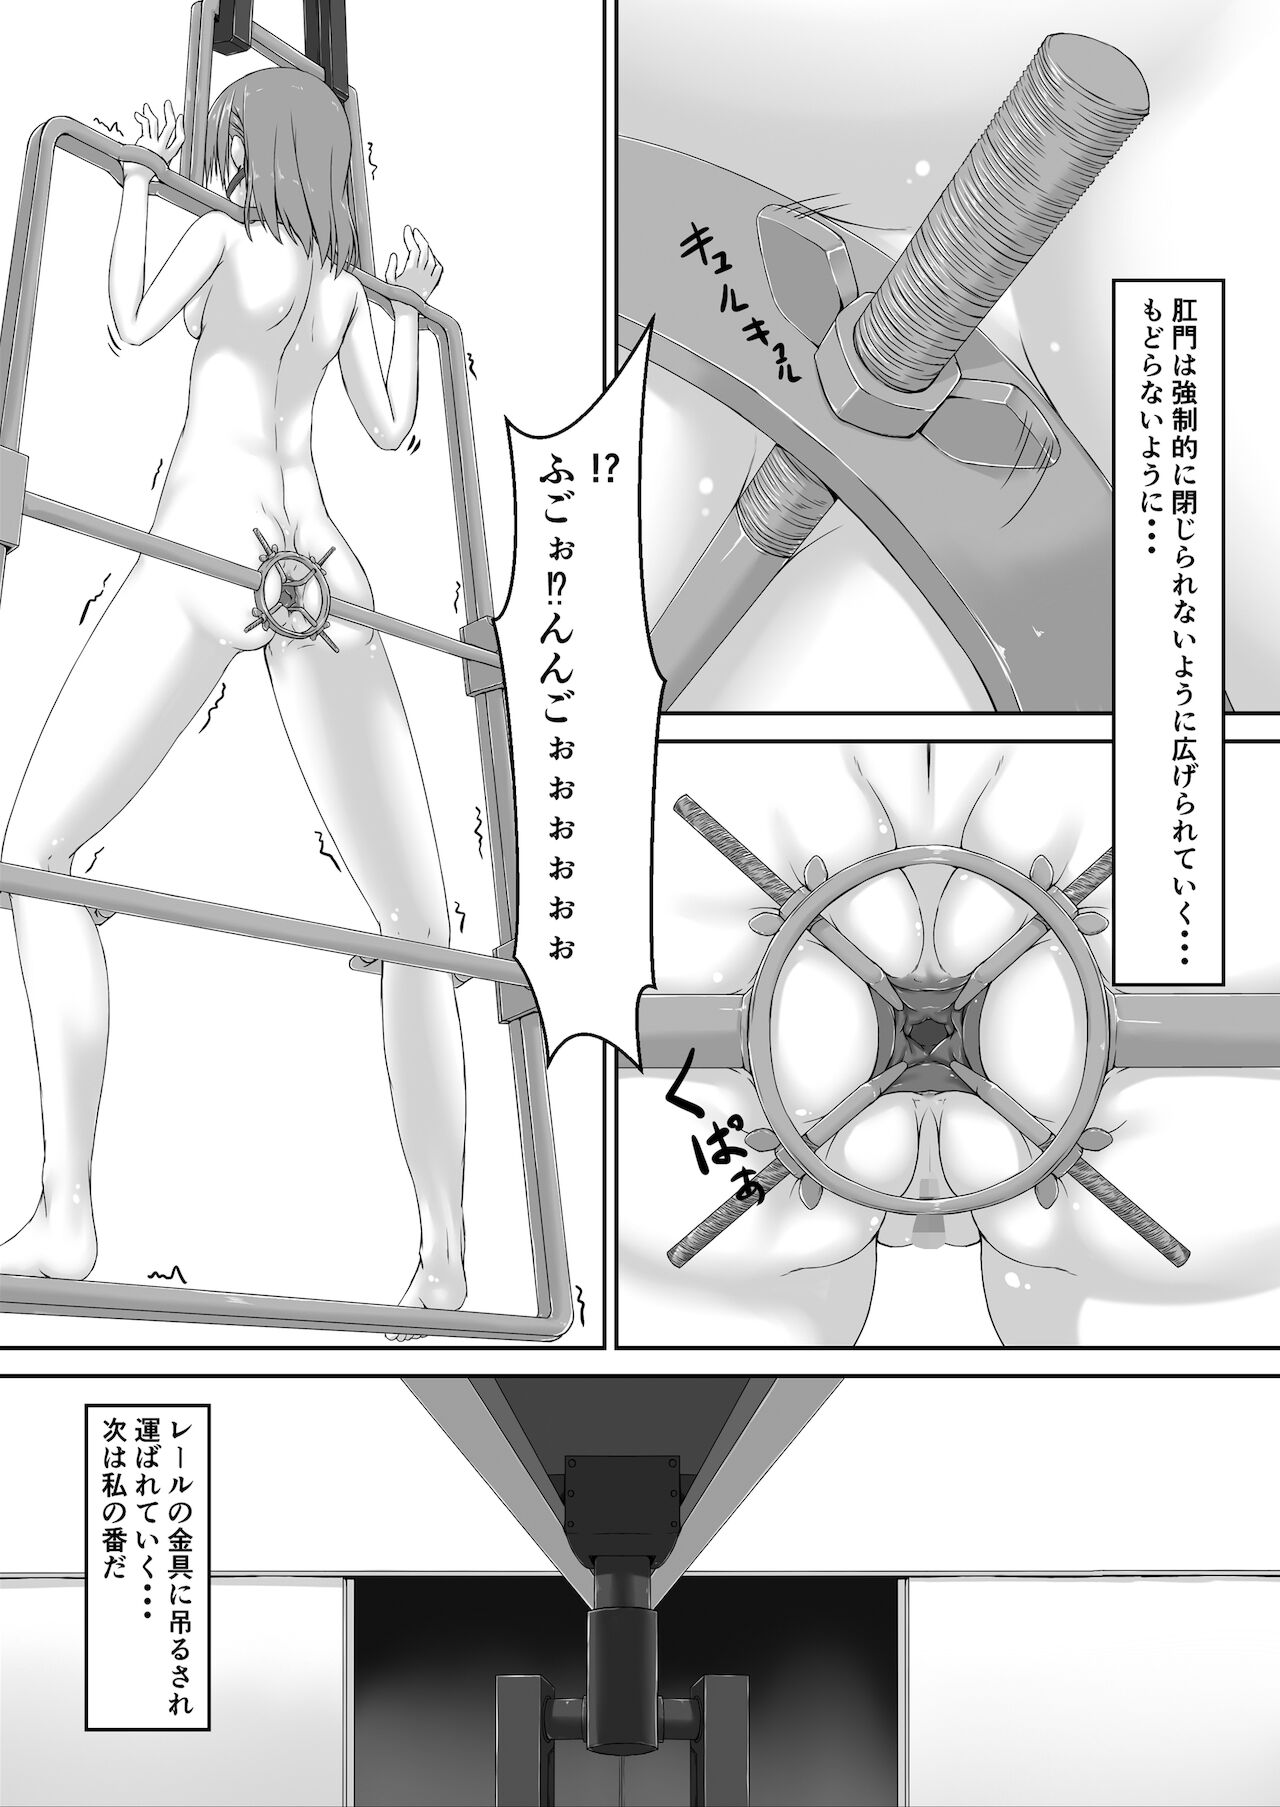 肛門は強制的に閉じられないように広げられていく・・・
もどらないように・・・
キュルキュル
!?
ふごぉ!?んんごぉぉぉぉぉぉ
くぱぁ
レールの金具に吊るされ
運ばれていく・・・
次は私の番だ